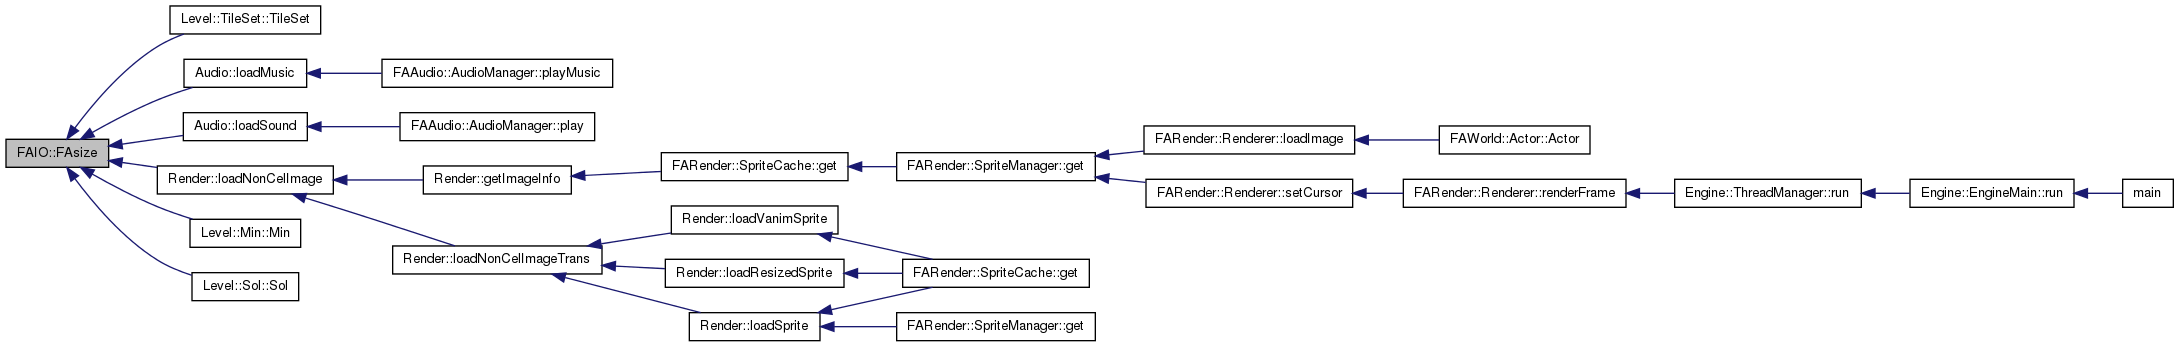 Level::TileSet::TileSet
Audio::loadMusic
FAAudio::AudioManager::playMusic
Audio::loadSound
FAAudio::AudioManager::play
FAIO::FAsize
Render::loadNonCelImage
Render::getImageInfo
FARender::SpriteCache::get
FARender::SpriteManager::get
FARender::Renderer::loadImage
FAWorld::Actor::Actor
FARender::Renderer::setCursor
FARender::Renderer::renderFrame
Engine::ThreadManager::run
Engine::EngineMain::run
main
Level::Min::Min
Render::loadNonCelImageTrans
Render::loadVanimSprite
Render::loadResizedSprite
FARender::SpriteCache::get
Level::Sol::Sol
Render::loadSprite
FARender::SpriteManager::get